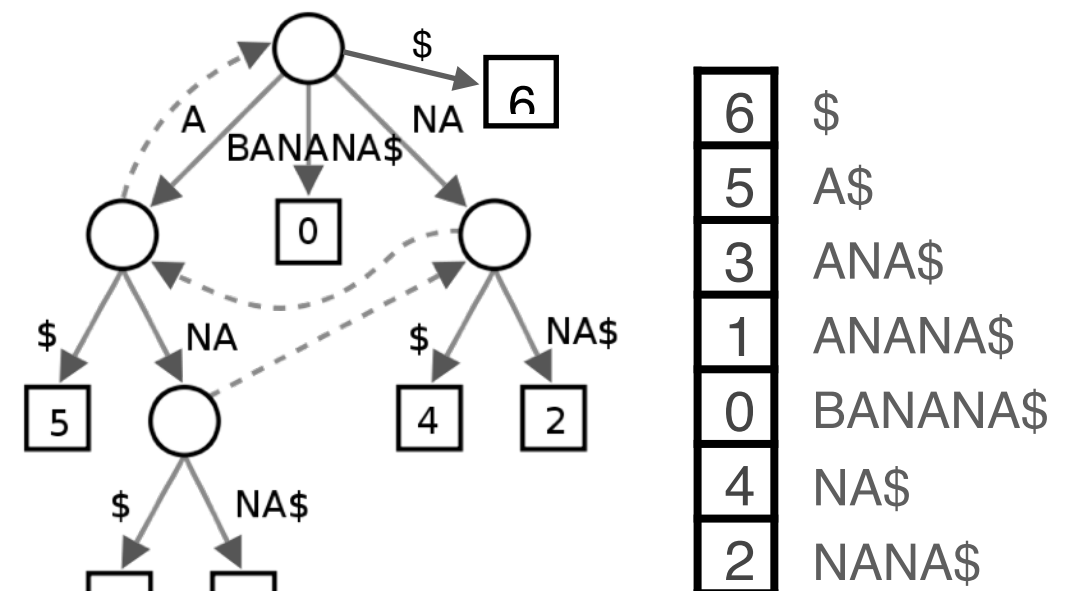 $
6
A
NA
BANANA$
0
$
NA
$
NA$
5
4
2
$
NA$
6 $
5 A$
3 ANA$
1 ANANA$
0 BANANA$
4 NA$
2 NANA$